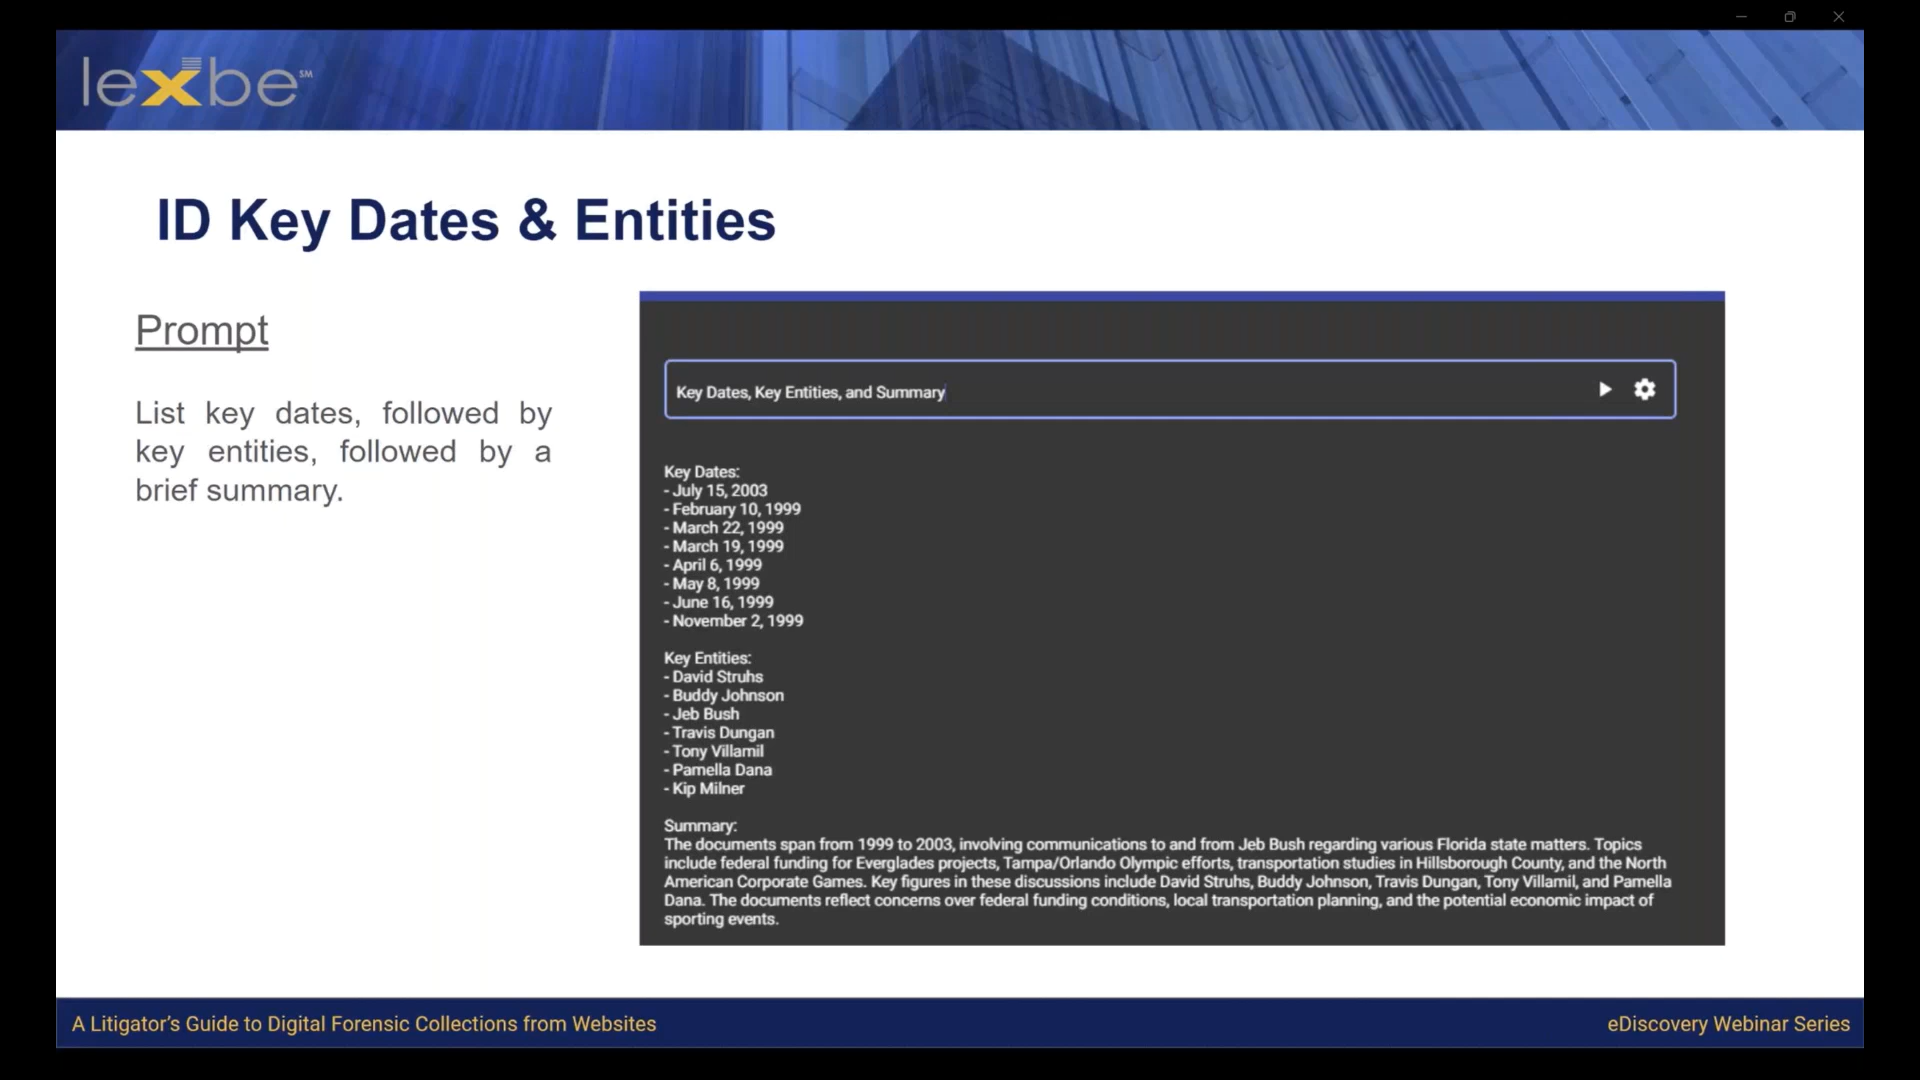 lexbe SM
ID Key Dates & Entities
Prompt
List key dates, followed by
key entities, followed by a
brief summary.
Key Dates, Key Entities, and Summary
Key Dates:
- July 15, 2003
- February 10, 1999
- March 22, 1999
- March 19, 1999
- April 6, 1999
- May 8, 1999
- June 16, 1999
- November 2, 1999
Key Entities:
- David Struhs
- Buddy Johnson
- Jeb Bush
- Travis Dungan
- Tony Villamil
- Pamella Dana
- Kip Milner
Summary:
The documents span from 1999 to 2003, involving communications to and from Jeb Bush regarding various Florida state matters. Topics
include federal funding for Everglades projects, Tampa/Orlando Olympic efforts, transportation studies in Hillsborough County, and the North
American Corporate Games. Key figures in these discussions include David Struhs, Buddy Johnson, Travis Dungan, Tony Villamil, and Pamella
Dana. The documents reflect concerns over federal funding conditions, local transportation planning, and the potential economic impact of
sporting events.
A Litigator's Guide to Digital Forensic Collections from Websites
eDiscovery Webinar Series